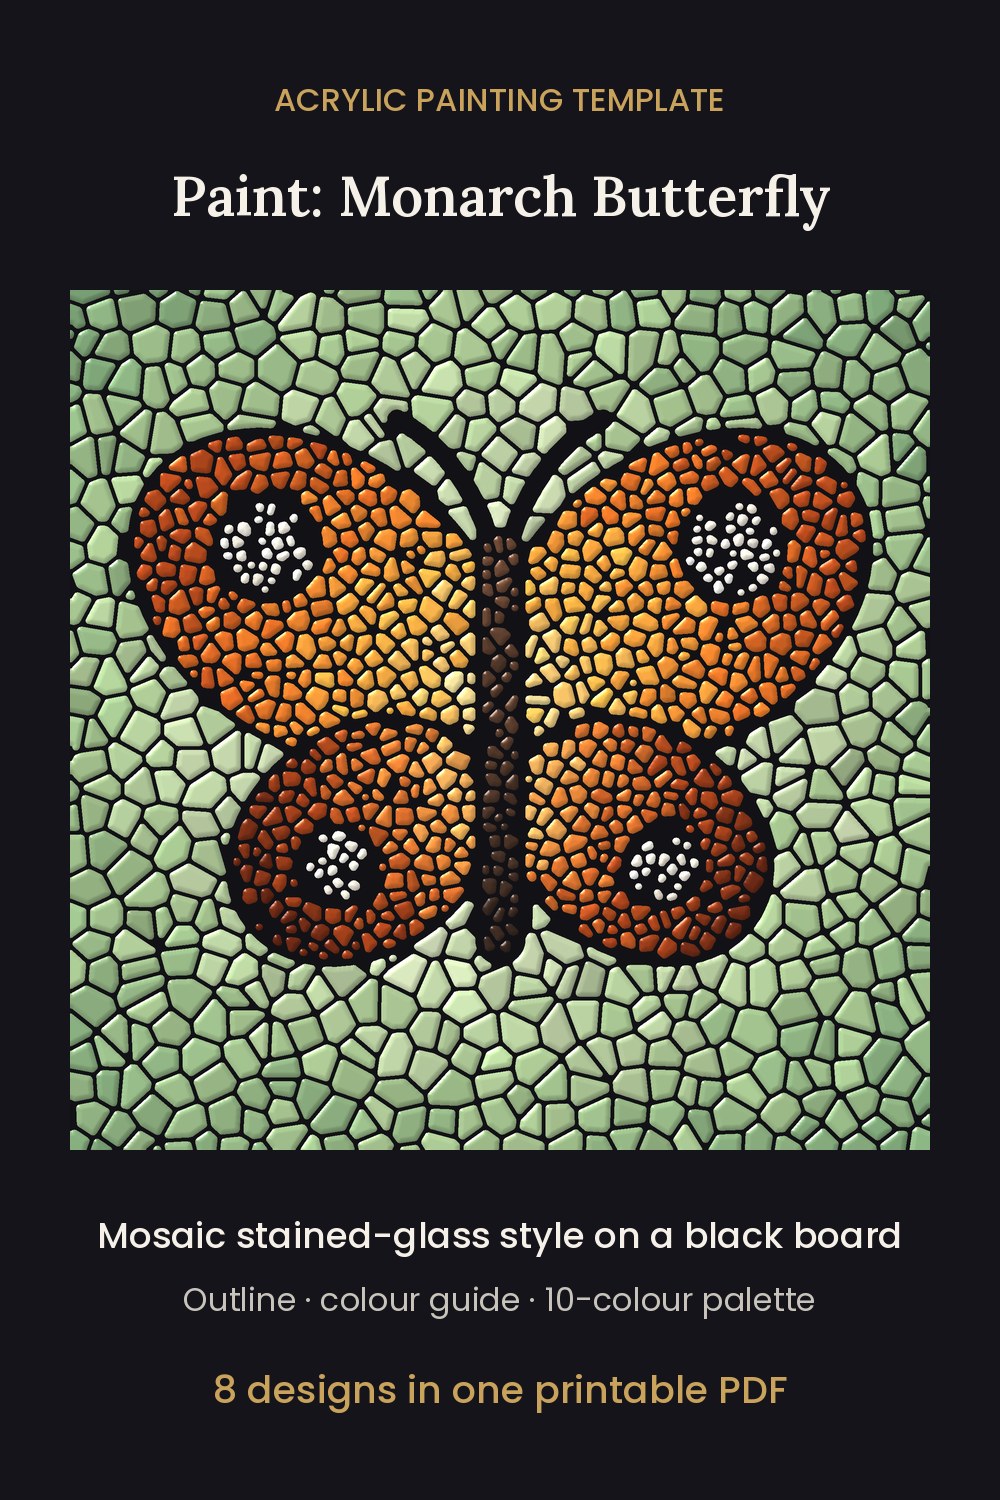 ACRYLIC PAINTING TEMPLATE
Paint: Monarch Butterfly
Mosaic stained-glass style on a black board
Outline · colour guide · 10-colour palette
8 designs in one printable PDF